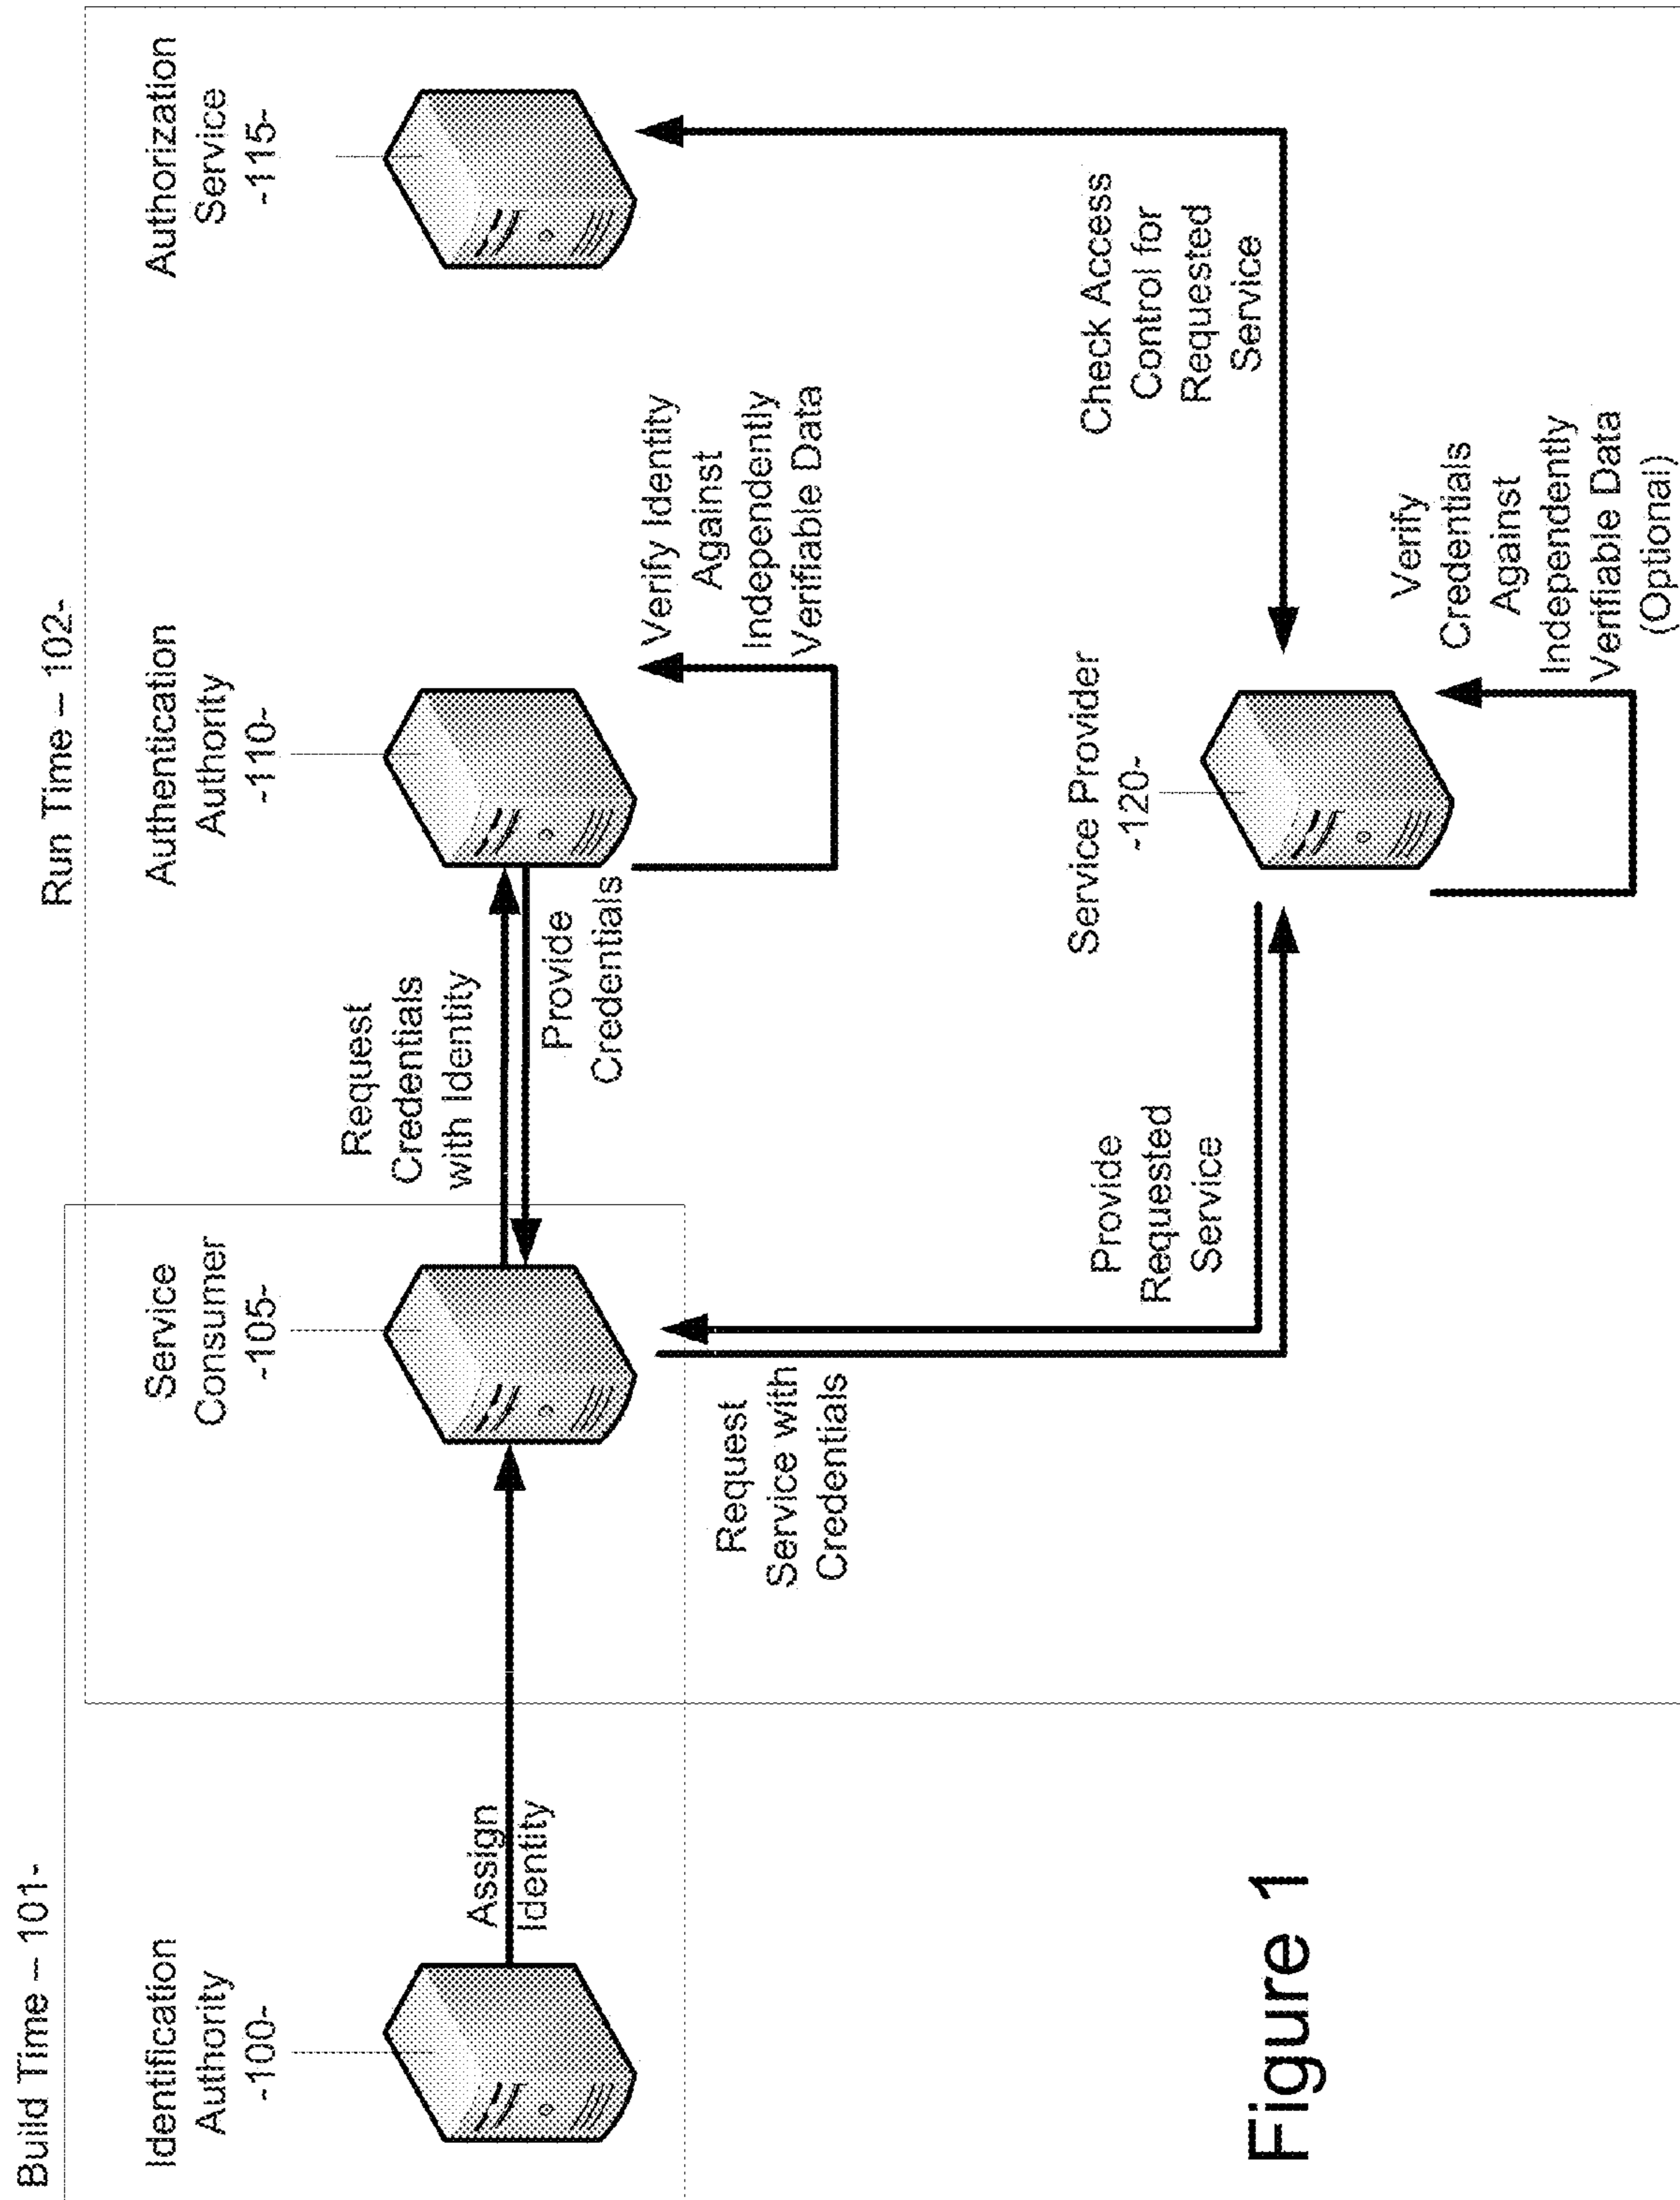 Build Time – 101-
Run Time – 102-
Identification
Authority
-100-
Service
Consumer
-105-
Authentication
Authority
-110-
Authorization
Service
-115-
Assign
Identity
Request
Credentials
with Identity
Provide
Credentials
Verify Identity
Against
Independently
Verifiable Data
Request
Service with
Credentials
Provide
Requested
Service
Service Provider
-120-
Check Access
Control for
Requested
Service
Verify
Credentials
Against
Independently
Verifiable Data
(Optional)
Figure 1